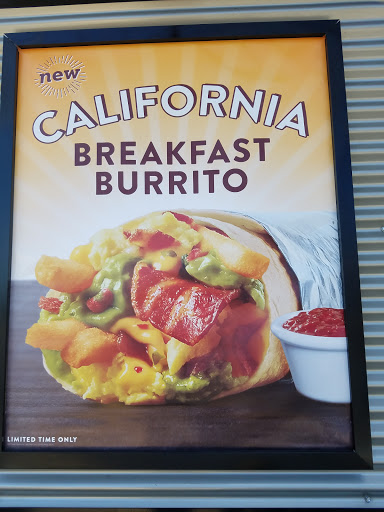 new
CALIFORNIA
BREAKFAST
BURRITO
LIMITED TIME ONLY